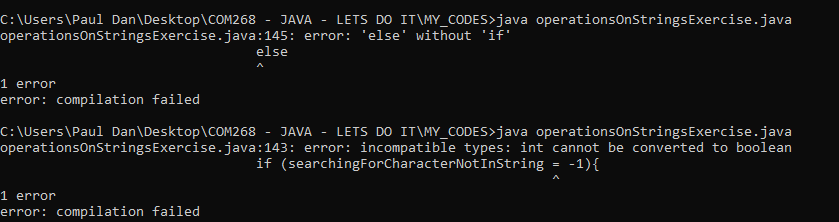 C:\Users\Paul Dan\Desktop\COM268 - JAVA - LETS DO IT\MY_CODES>java operationsOnStringsExercise.java
operationsOnStringsExercise.java:145: error: 'else' without 'if'
else
^
1 error
error: compilation failed
C:\Users\Paul Dan\Desktop\COM268 - JAVA - LETS DO IT\MY_CODES>java operationsOnStringsExercise.java
operationsOnStringsExercise.java:143: error: incompatible types: int cannot be converted to boolean
if (searchingForCharacterNotInString = -1){
^
1 error
error: compilation failed